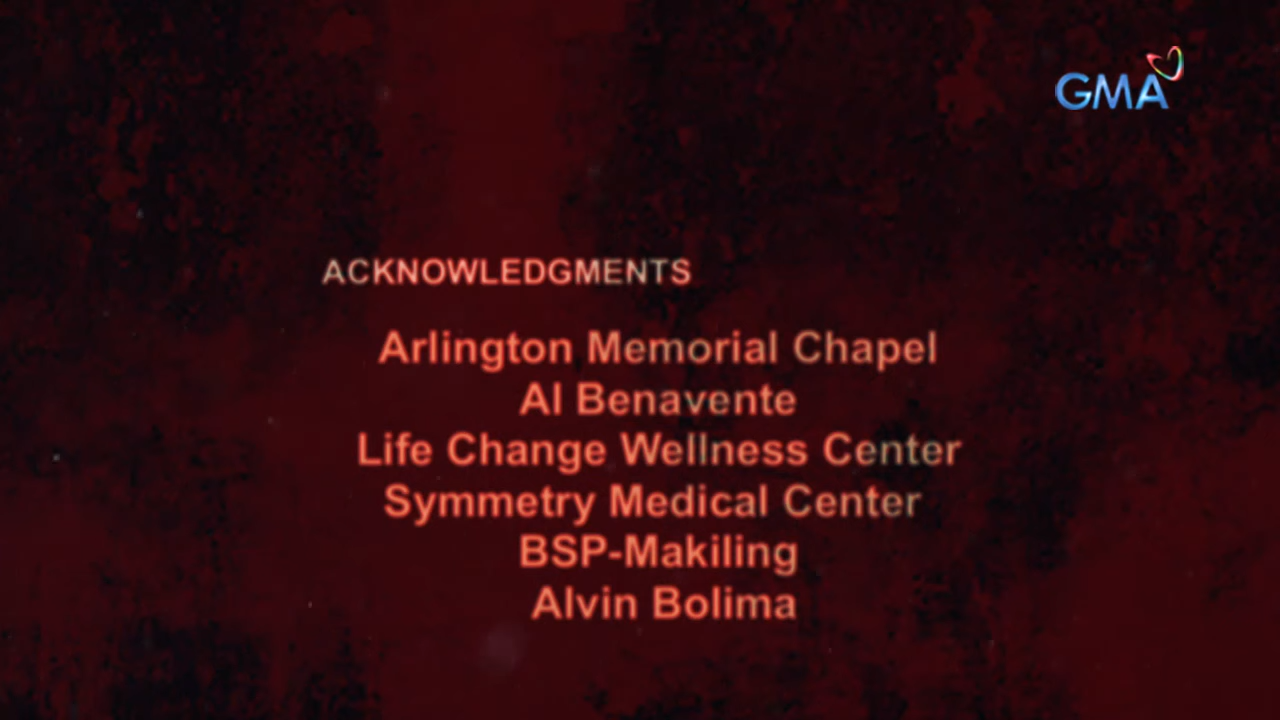 GMA
ACKNOWLEDGMENTS
Arlington Memorial Chapel
Al Benavente
Life Change Wellness Center
Symmetry Medical Center
BSP-Makiling
Alvin Bolima